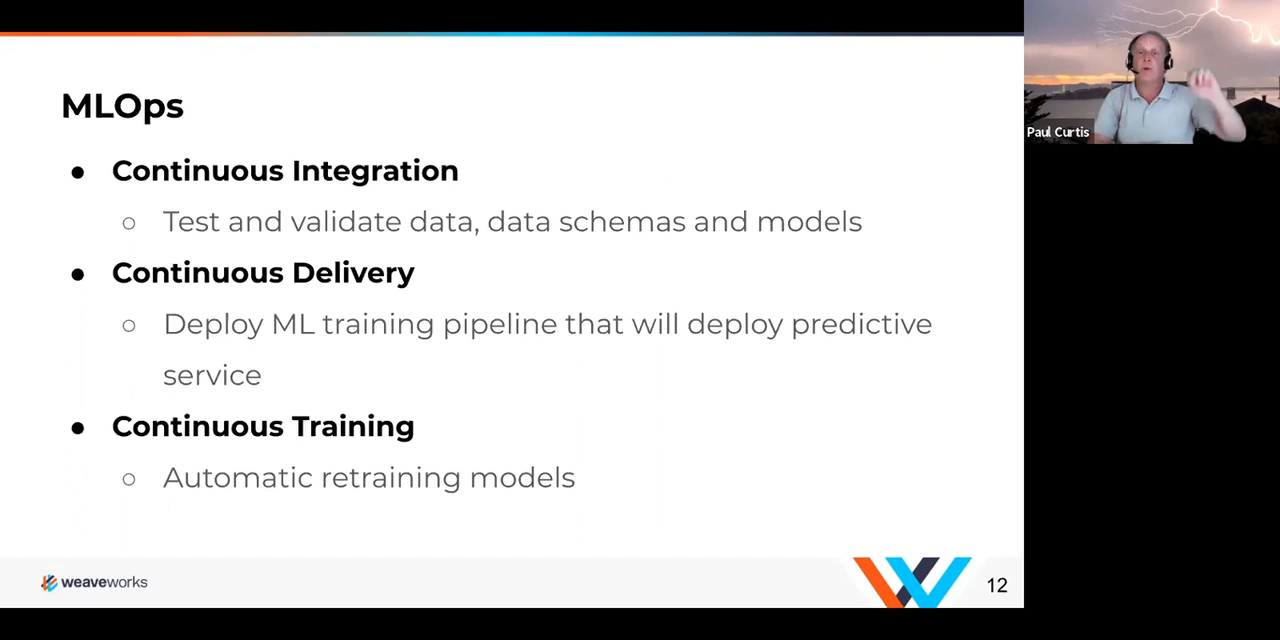 MLOps
● Continuous Integration
○ Test and validate data, data schemas and models
● Continuous Delivery
○ Deploy ML training pipeline that will deploy predictive
service
● Continuous Training
○ Automatic retraining models
weaveworks
12
Paul Curtis